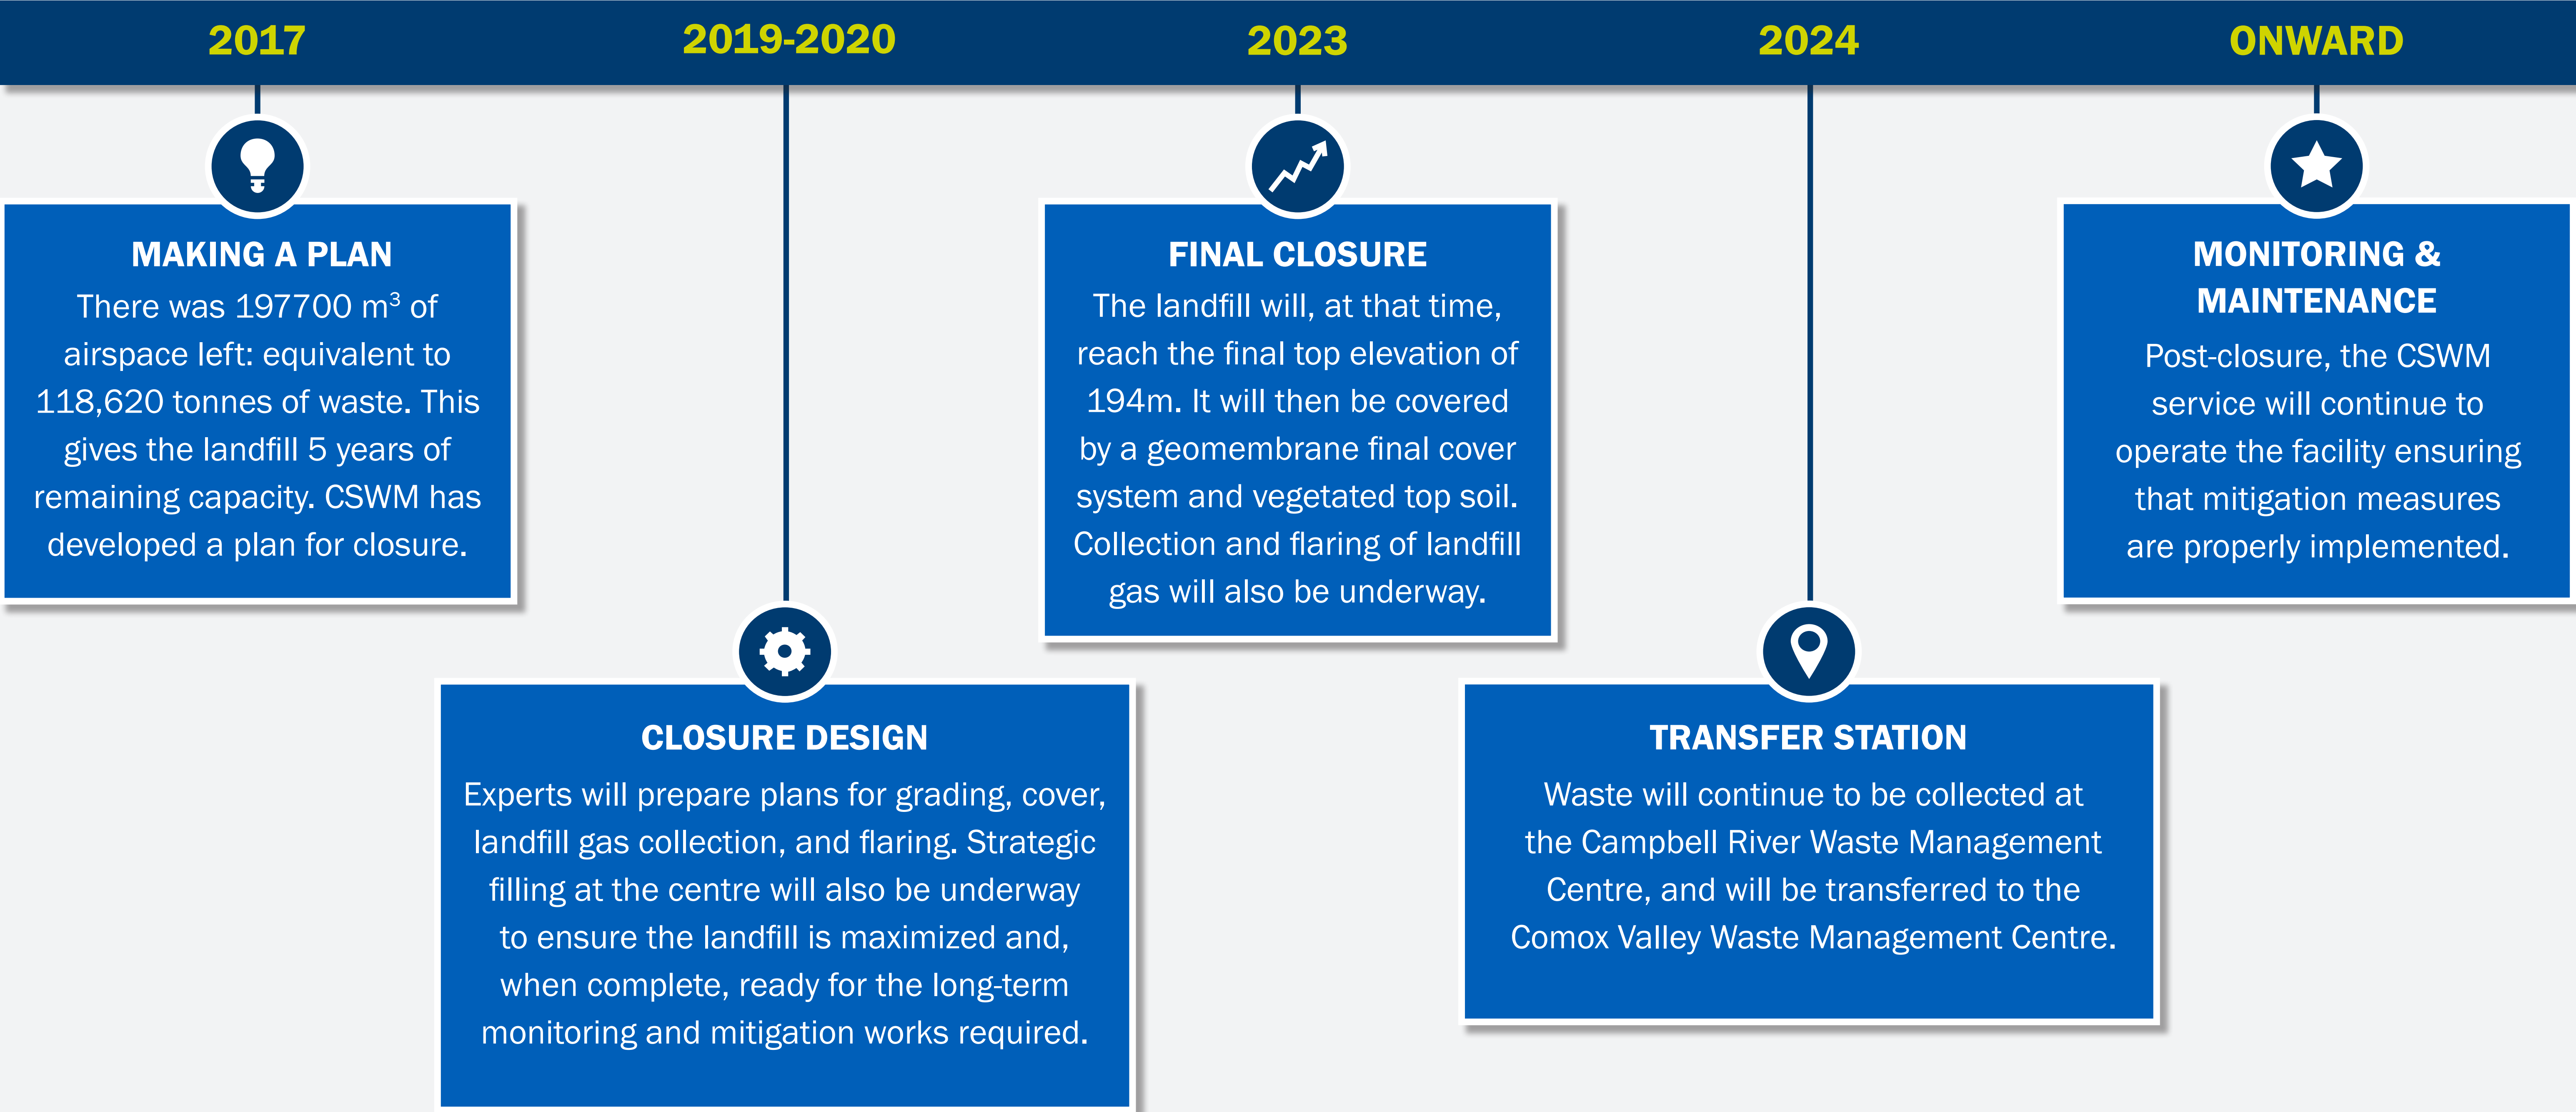 2017
2019-2020
2023
2024
ONWARD
MAKING A PLAN
There was 197700 m³ of
airspace left: equivalent to
118,620 tonnes of waste. This
gives the landfill 5 years of
remaining capacity. CSWM has
developed a plan for closure.
CLOSURE DESIGN
Experts will prepare plans for grading, cover,
landfill gas collection, and flaring. Strategic
filling at the centre will also be underway
to ensure the landfill is maximized and,
when complete, ready for the long-term
monitoring and mitigation works required.
FINAL CLOSURE
The landfill will, at that time,
reach the final top elevation of
194m. It will then be covered
by a geomembrane final cover
system and vegetated top soil.
Collection and flaring of landfill
gas will also be underway.
TRANSFER STATION
Waste will continue to be collected at
the Campbell River Waste Management
Centre, and will be transferred to the
Comox Valley Waste Management Centre.
MONITORING &
MAINTENANCE
Post-closure, the CSWM
service will continue to
operate the facility ensuring
that mitigation measures
are properly implemented.